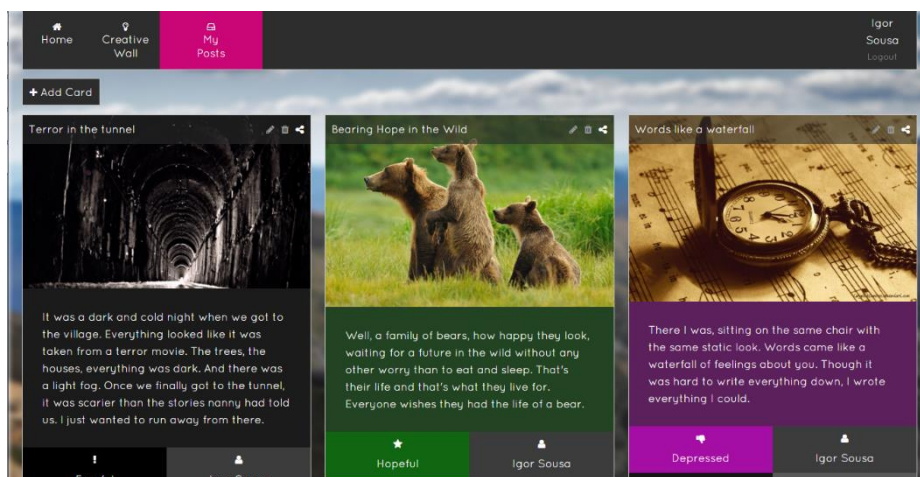 Home
Creative
Wall
My
Posts
Igor
Sousa
Logout
+ Add Card
Terror in the tunnel
It was a dark and cold night when we got to
the village. Everything looked like it was
taken from a terror movie. The trees, the
houses, everything was dark. And there was
a light fog. Once we finally got to the tunnel,
it was scarier than the stories nanny had told
us. I just wanted to run away from there.
Bearing Hope in the Wild
Well, a family of bears, how happy they look,
waiting for a future in the wild without any
other worry than to eat and sleep. That's
their life and that's what they live for.
Everyone wishes they had the life of a bear.
Hopeful
Igor Sousa
Words like a waterfall
There I was, sitting on the same chair with
the same static look. Words came like a
waterfall of feelings about you. Though it
was hard to write everything down, I wrote
everything I could.
Depressed
Igor Sousa